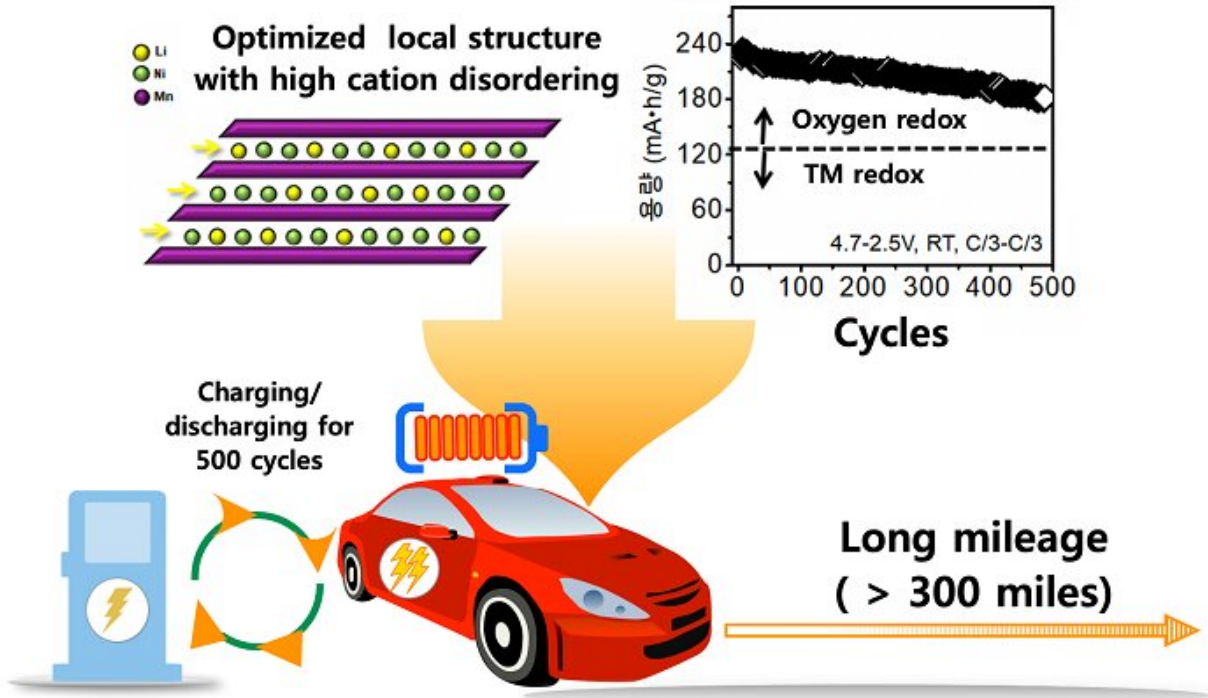 Li
Ni
Mn
Optimized local structure
with high cation disordering
용량 (mA·h/g)
240
180
120
60
0
Oxygen redox
TM redox
4.7-2.5V, RT, C/3-C/3
0 100 200 300 400 500
Cycles
Charging/
discharging for
500 cycles
Long mileage
( > 300 miles)